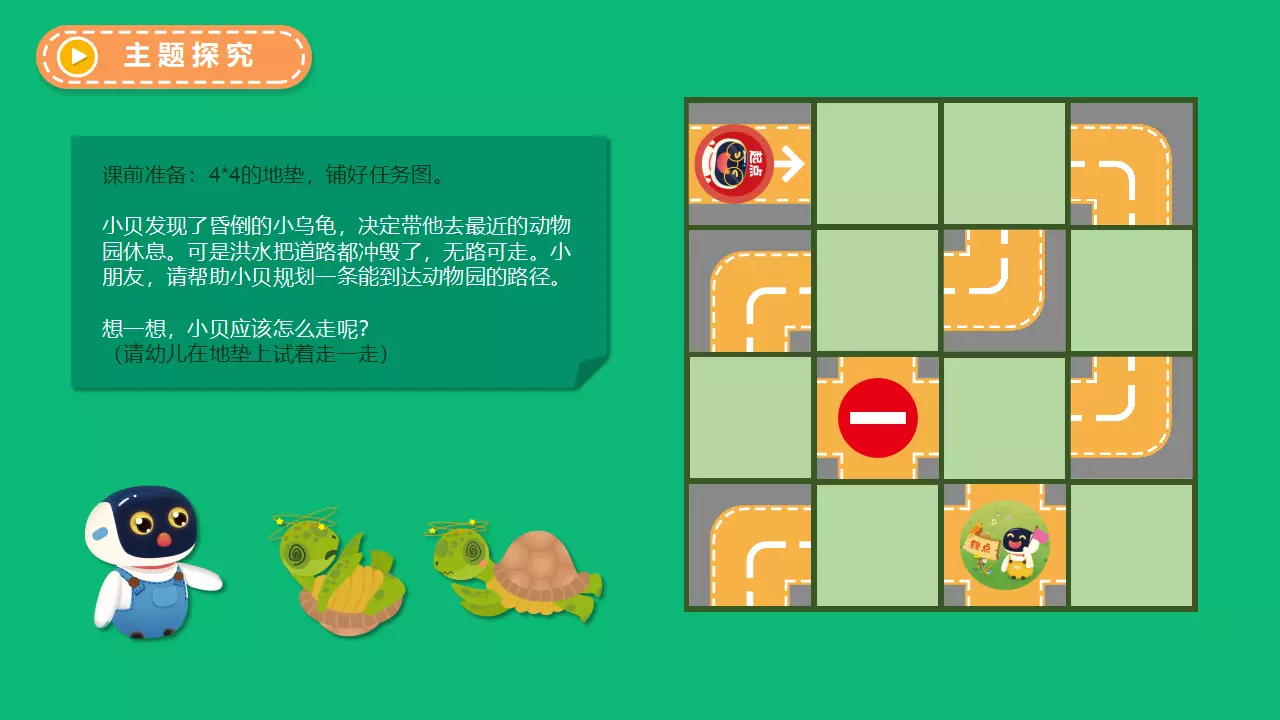 主题探究
课前准备：4*4的地垫，铺好任务图。
小贝发现了昏倒的小乌龟，决定带他去最近的动物
园休息。可是洪水把道路都冲毁了，无路可走。小
朋友，请帮助小贝规划一条能到达动物园的路径。
想一想，小贝应该怎么走呢？
（请幼儿在地垫上试着走一走）
起点
终点